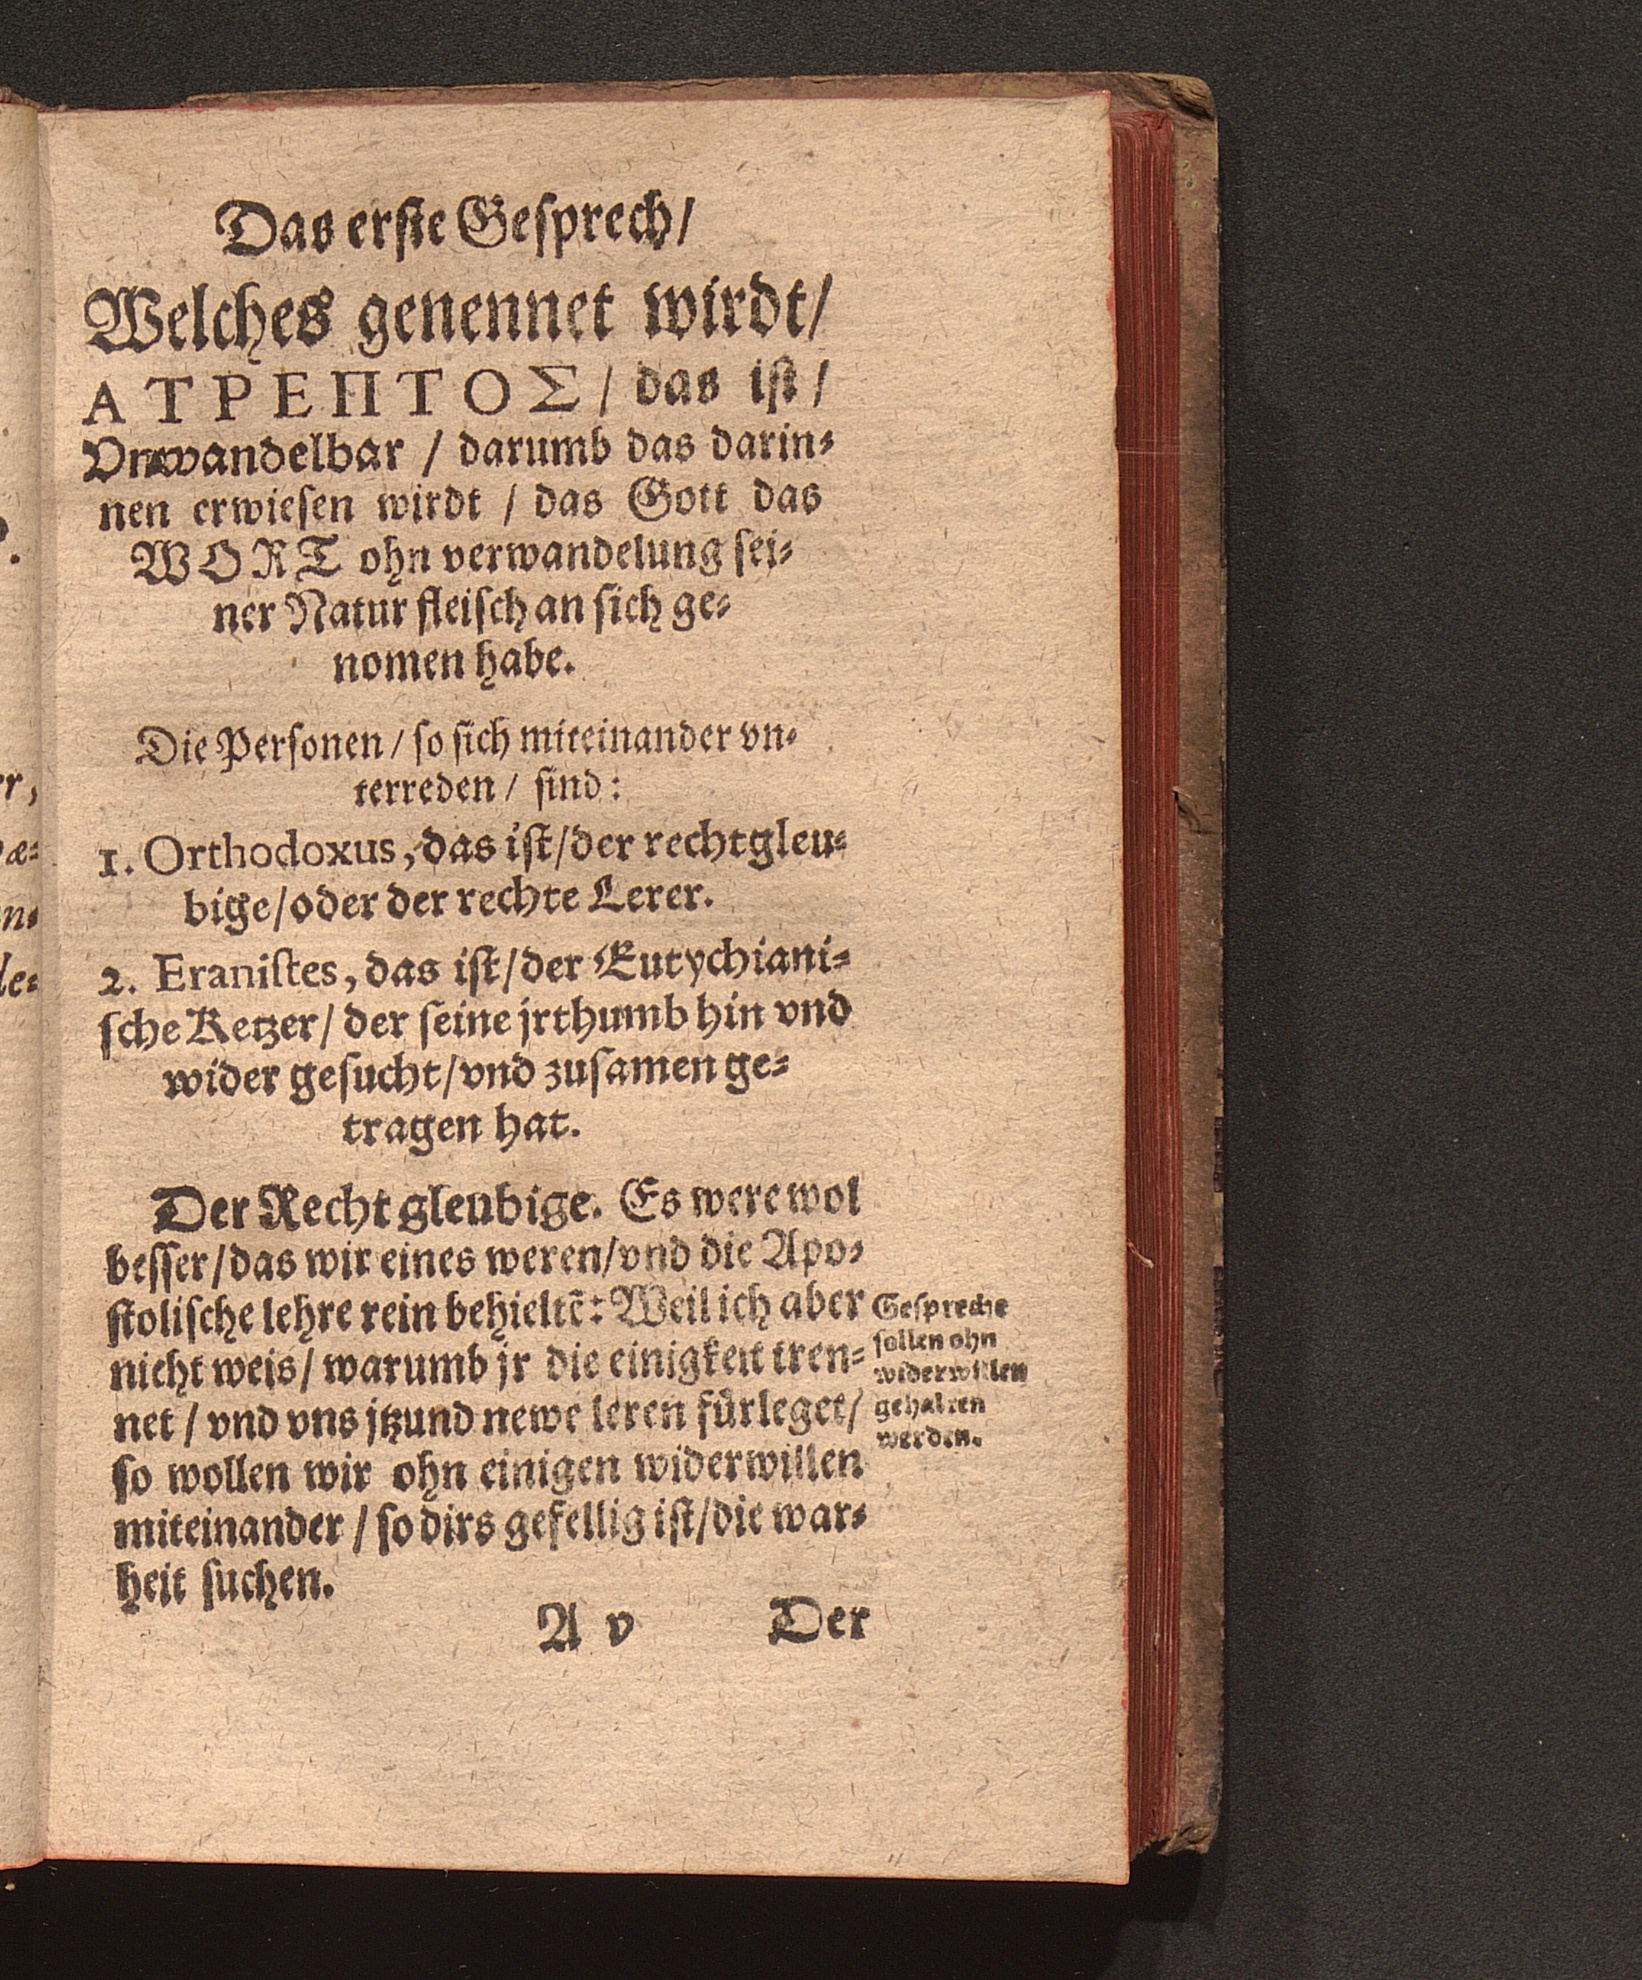 Das erſte Geſprech/
Welches genennet wirdt/
ΑΤΡΕΠΤΟΣ/ das iſt/
Vnwandelbar / darumb das darin⸗
nen erwieſen wirdt / das Gott das
WORT ohn verwandelung ſei⸗
ner Natur fleiſch an ſich ge⸗
nomen habe.
Die Perſonen / ſo ſich miteinander vn⸗
terreden / ſind:
1. Orthodoxus, das iſt/der rechtgleu⸗
bige/oder der rechte Lerer.
2. Eraniſtes, das iſt/der Eutychiani⸗
ſche Ketzer/ der ſeine jrthumb hin vnd
wider geſucht/vnd zuſamen ge⸗
tragen hat.
Der Rechtgleubige. Es were wol
beſſer/das wir eines weren/vnd die Apo⸗
ſtoliſche lehre rein behieltē: Weil ich aber
nicht weis/ warumb jr die einigkeit tren⸗
net / vnd vns jtzund newe leren fürleget/
ſo wollen wir ohn einigen widerwillen
miteinander / ſo dirs gefellig iſt/die war⸗
heit ſuchen.
Geſpreche
ſollen ohn
widerwillen
gehalten
werden.
A v Der